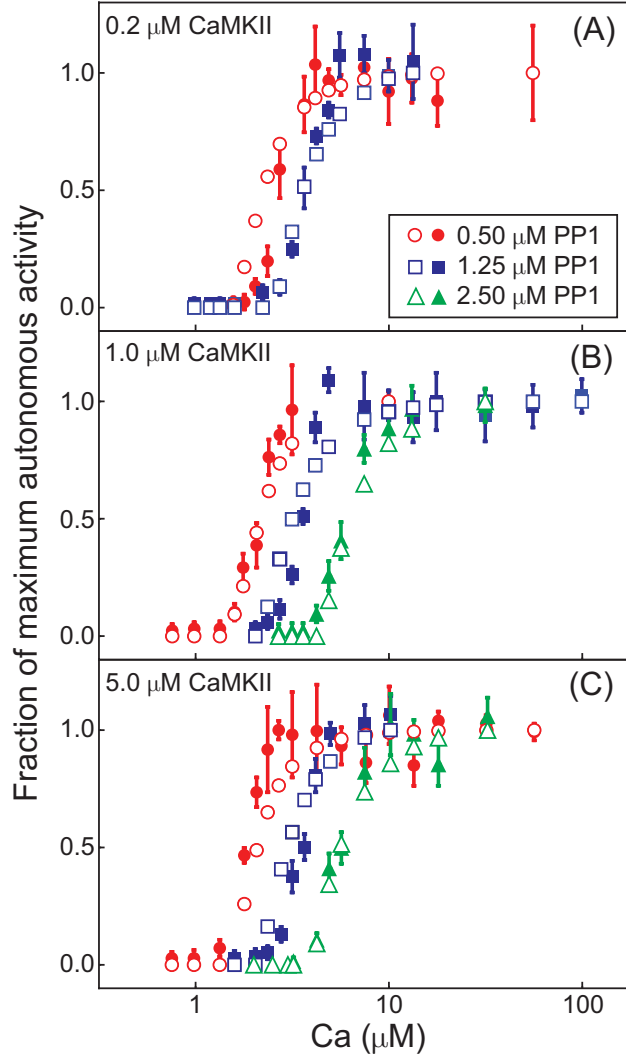 0.2 μM CaMKII
(A)
1.0
0.5
0.0
0.50 μM PP1
1.25 μM PP1
2.50 μM PP1
1.0 μM CaMKII
(B)
1.0
0.5
0.0
5.0 μM CaMKII
(C)
1.0
0.5
0.0
Fraction of maximum autonomous activity
1
10
100
Ca (μM)